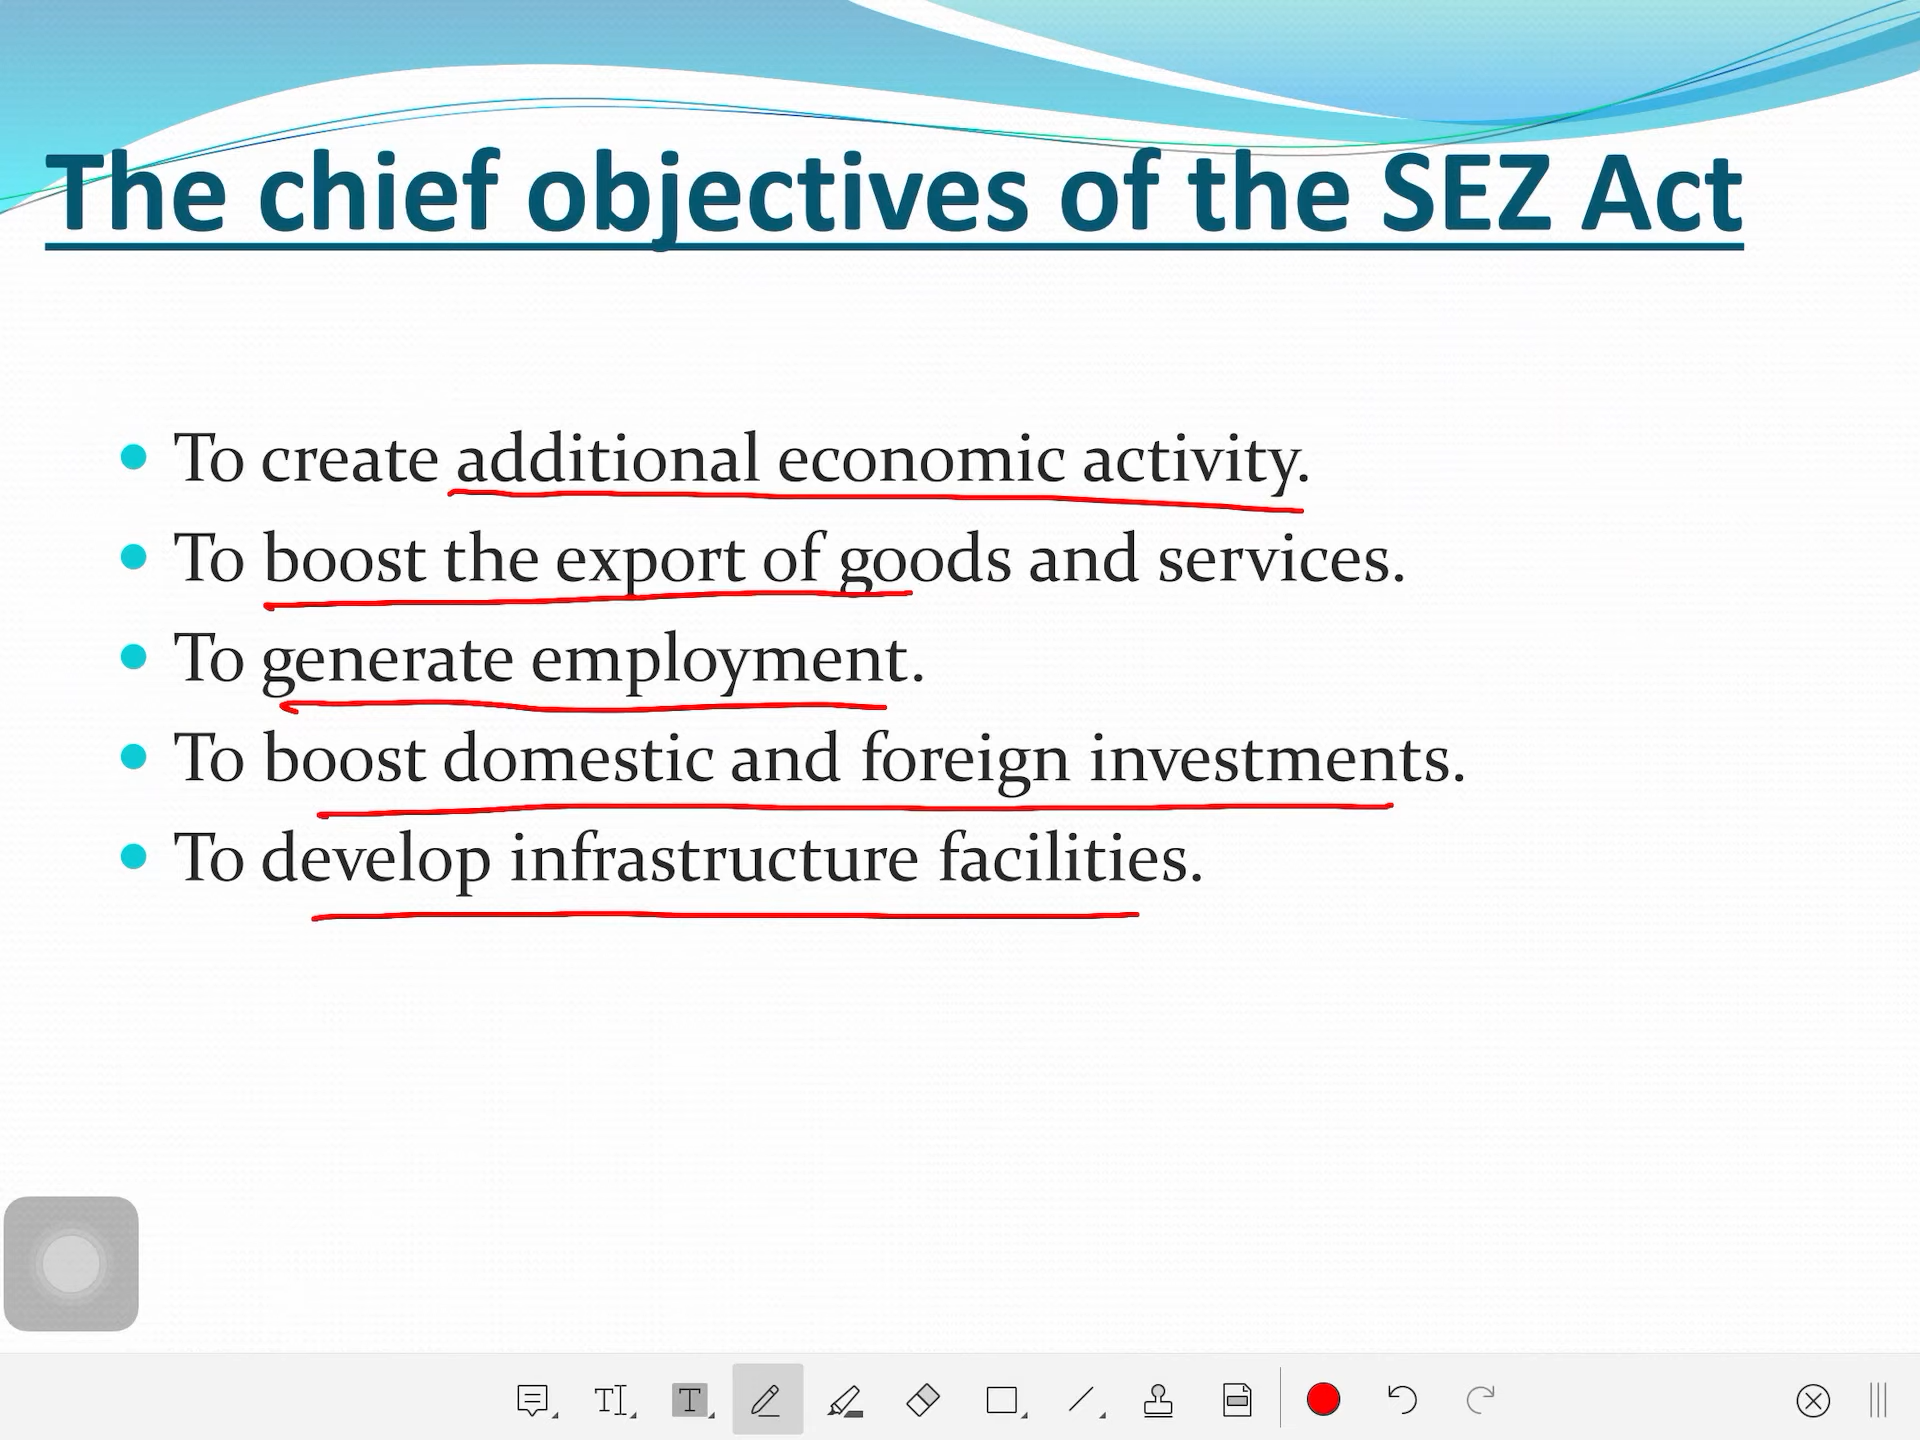 The chief objectives of the SEZ Act
To create additional economic activity.
To boost the export of goods and services.
To generate employment.
To boost domestic and foreign investments.
To develop infrastructure facilities.